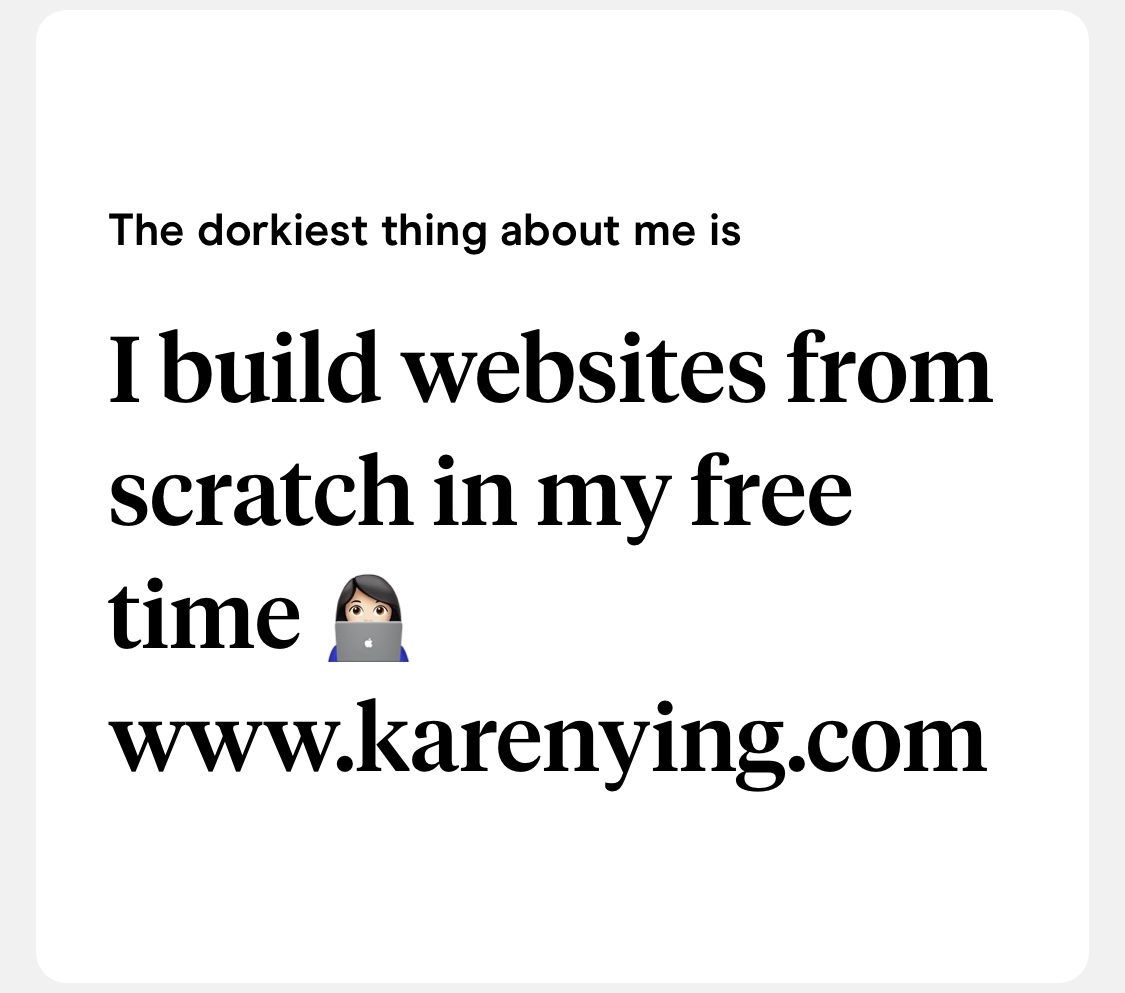 The dorkiest thing about me is
I build websites from
scratch in my free
time 👩🏻‍💻
www.karenying.com